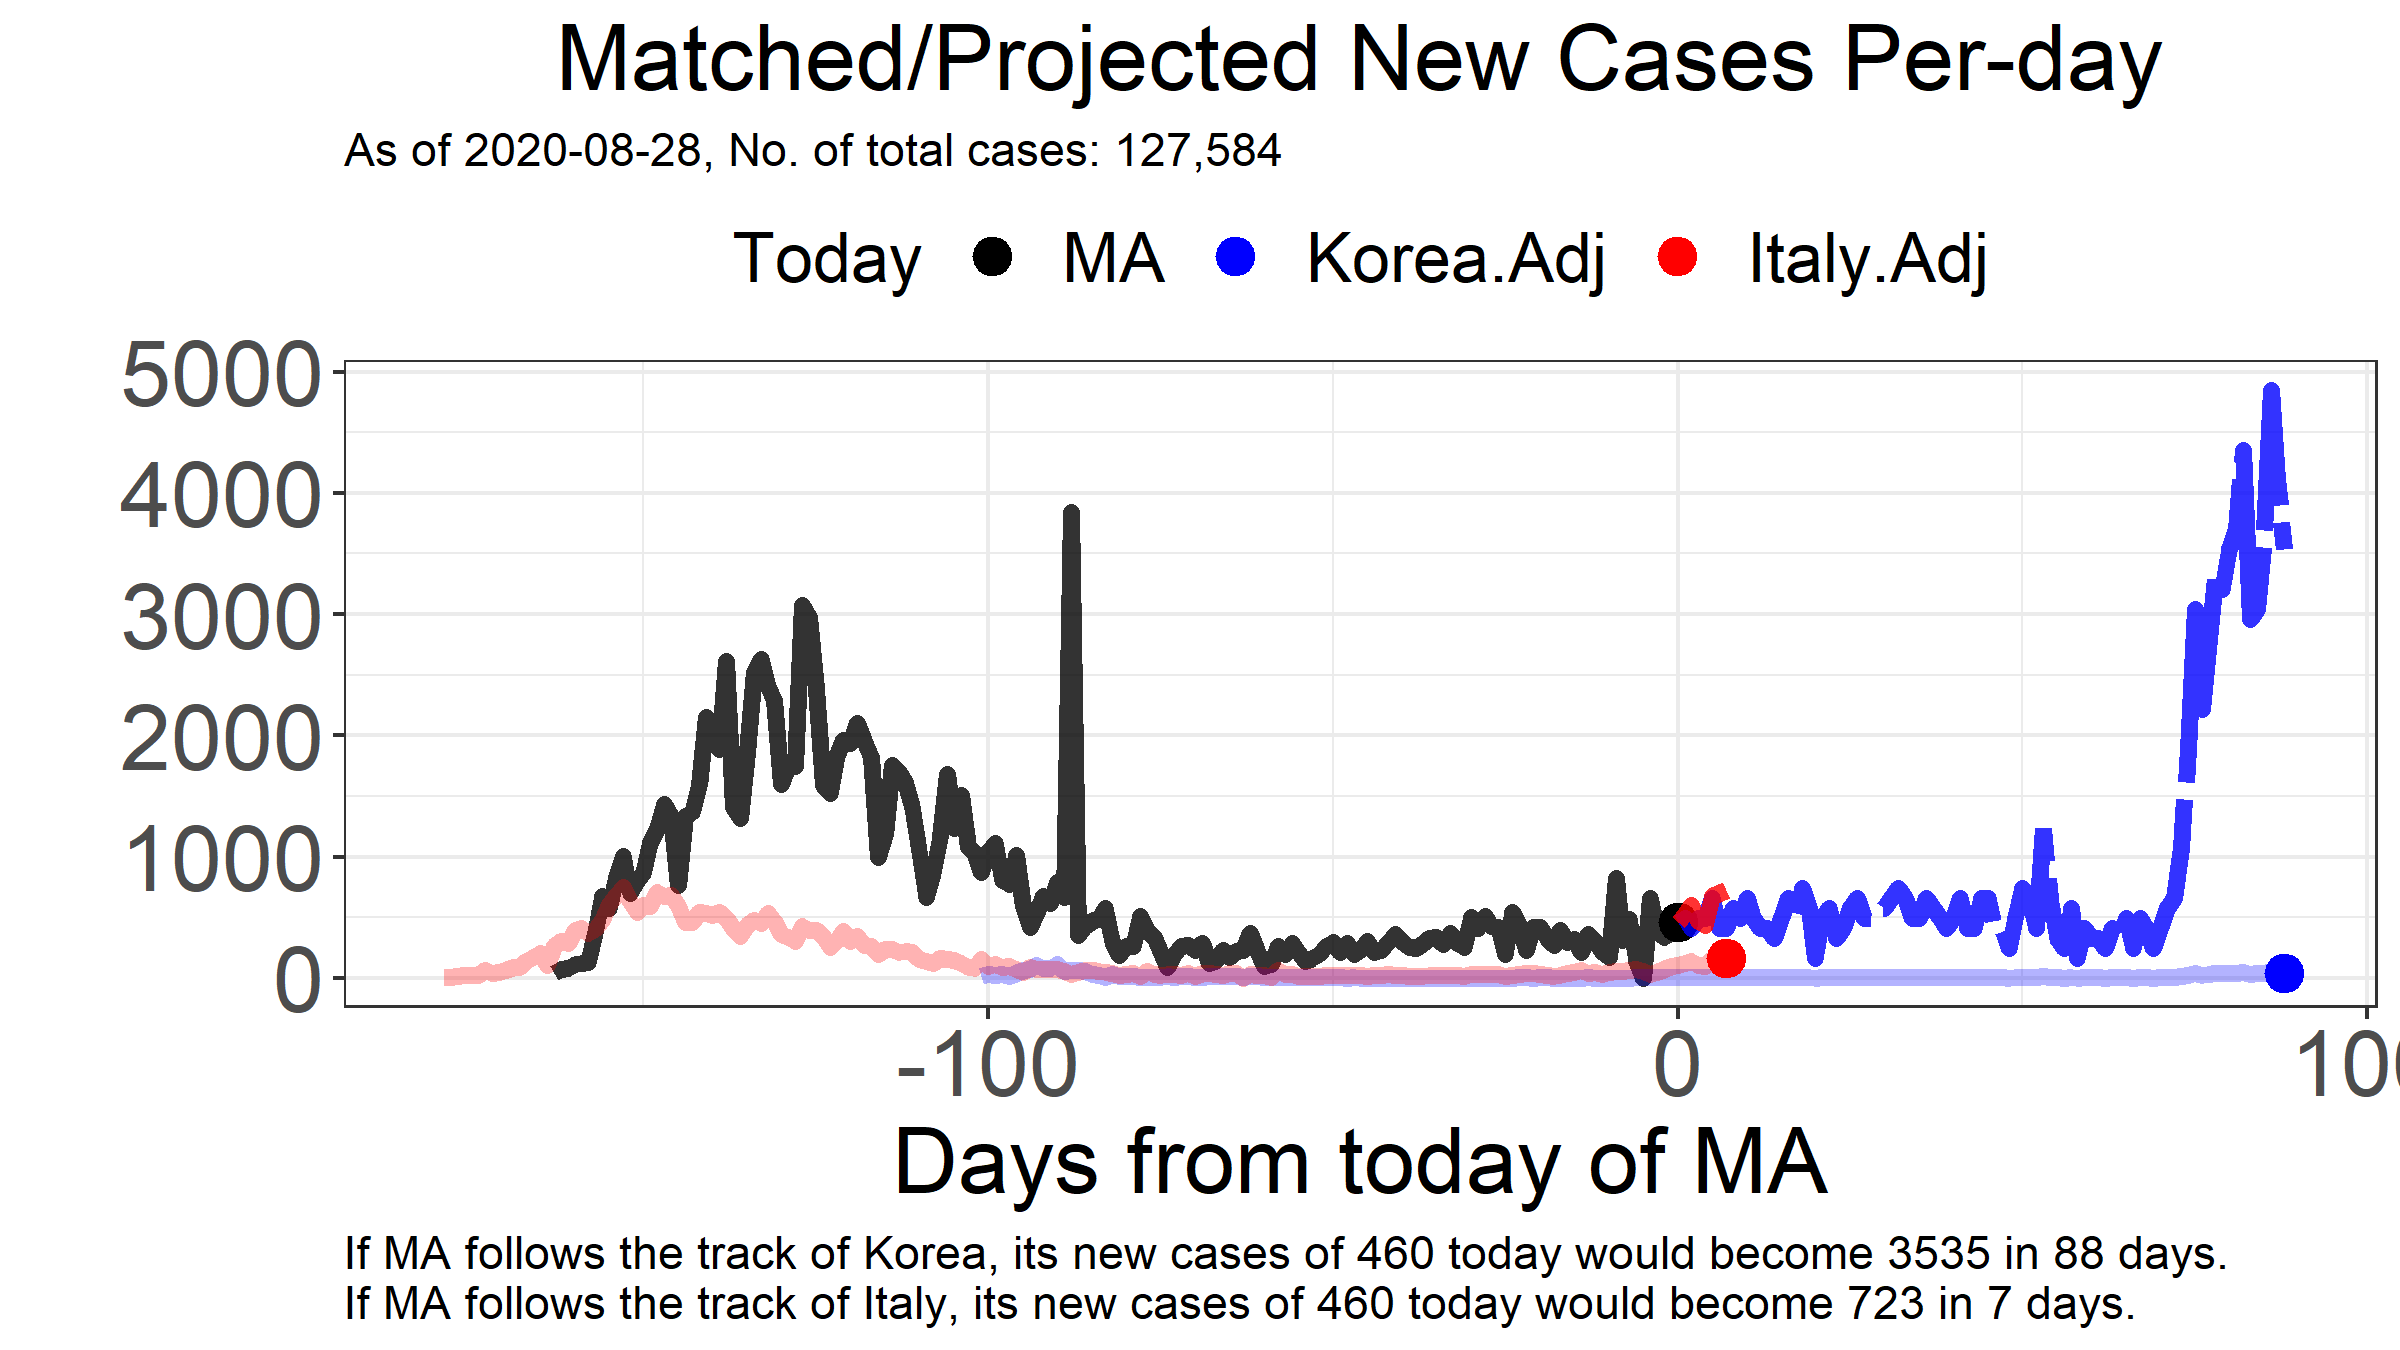 Matched/Projected New Cases Per-day
As of 2020-08-28, No. of total cases: 127,584
Today MA Korea.Adj Italy.Adj
5000
4000
3000
2000
1000
0
-100 0 100
Days from today of MA
If MA follows the track of Korea, its new cases of 460 today would become 3535 in 88 days.
If MA follows the track of Italy, its new cases of 460 today would become 723 in 7 days.